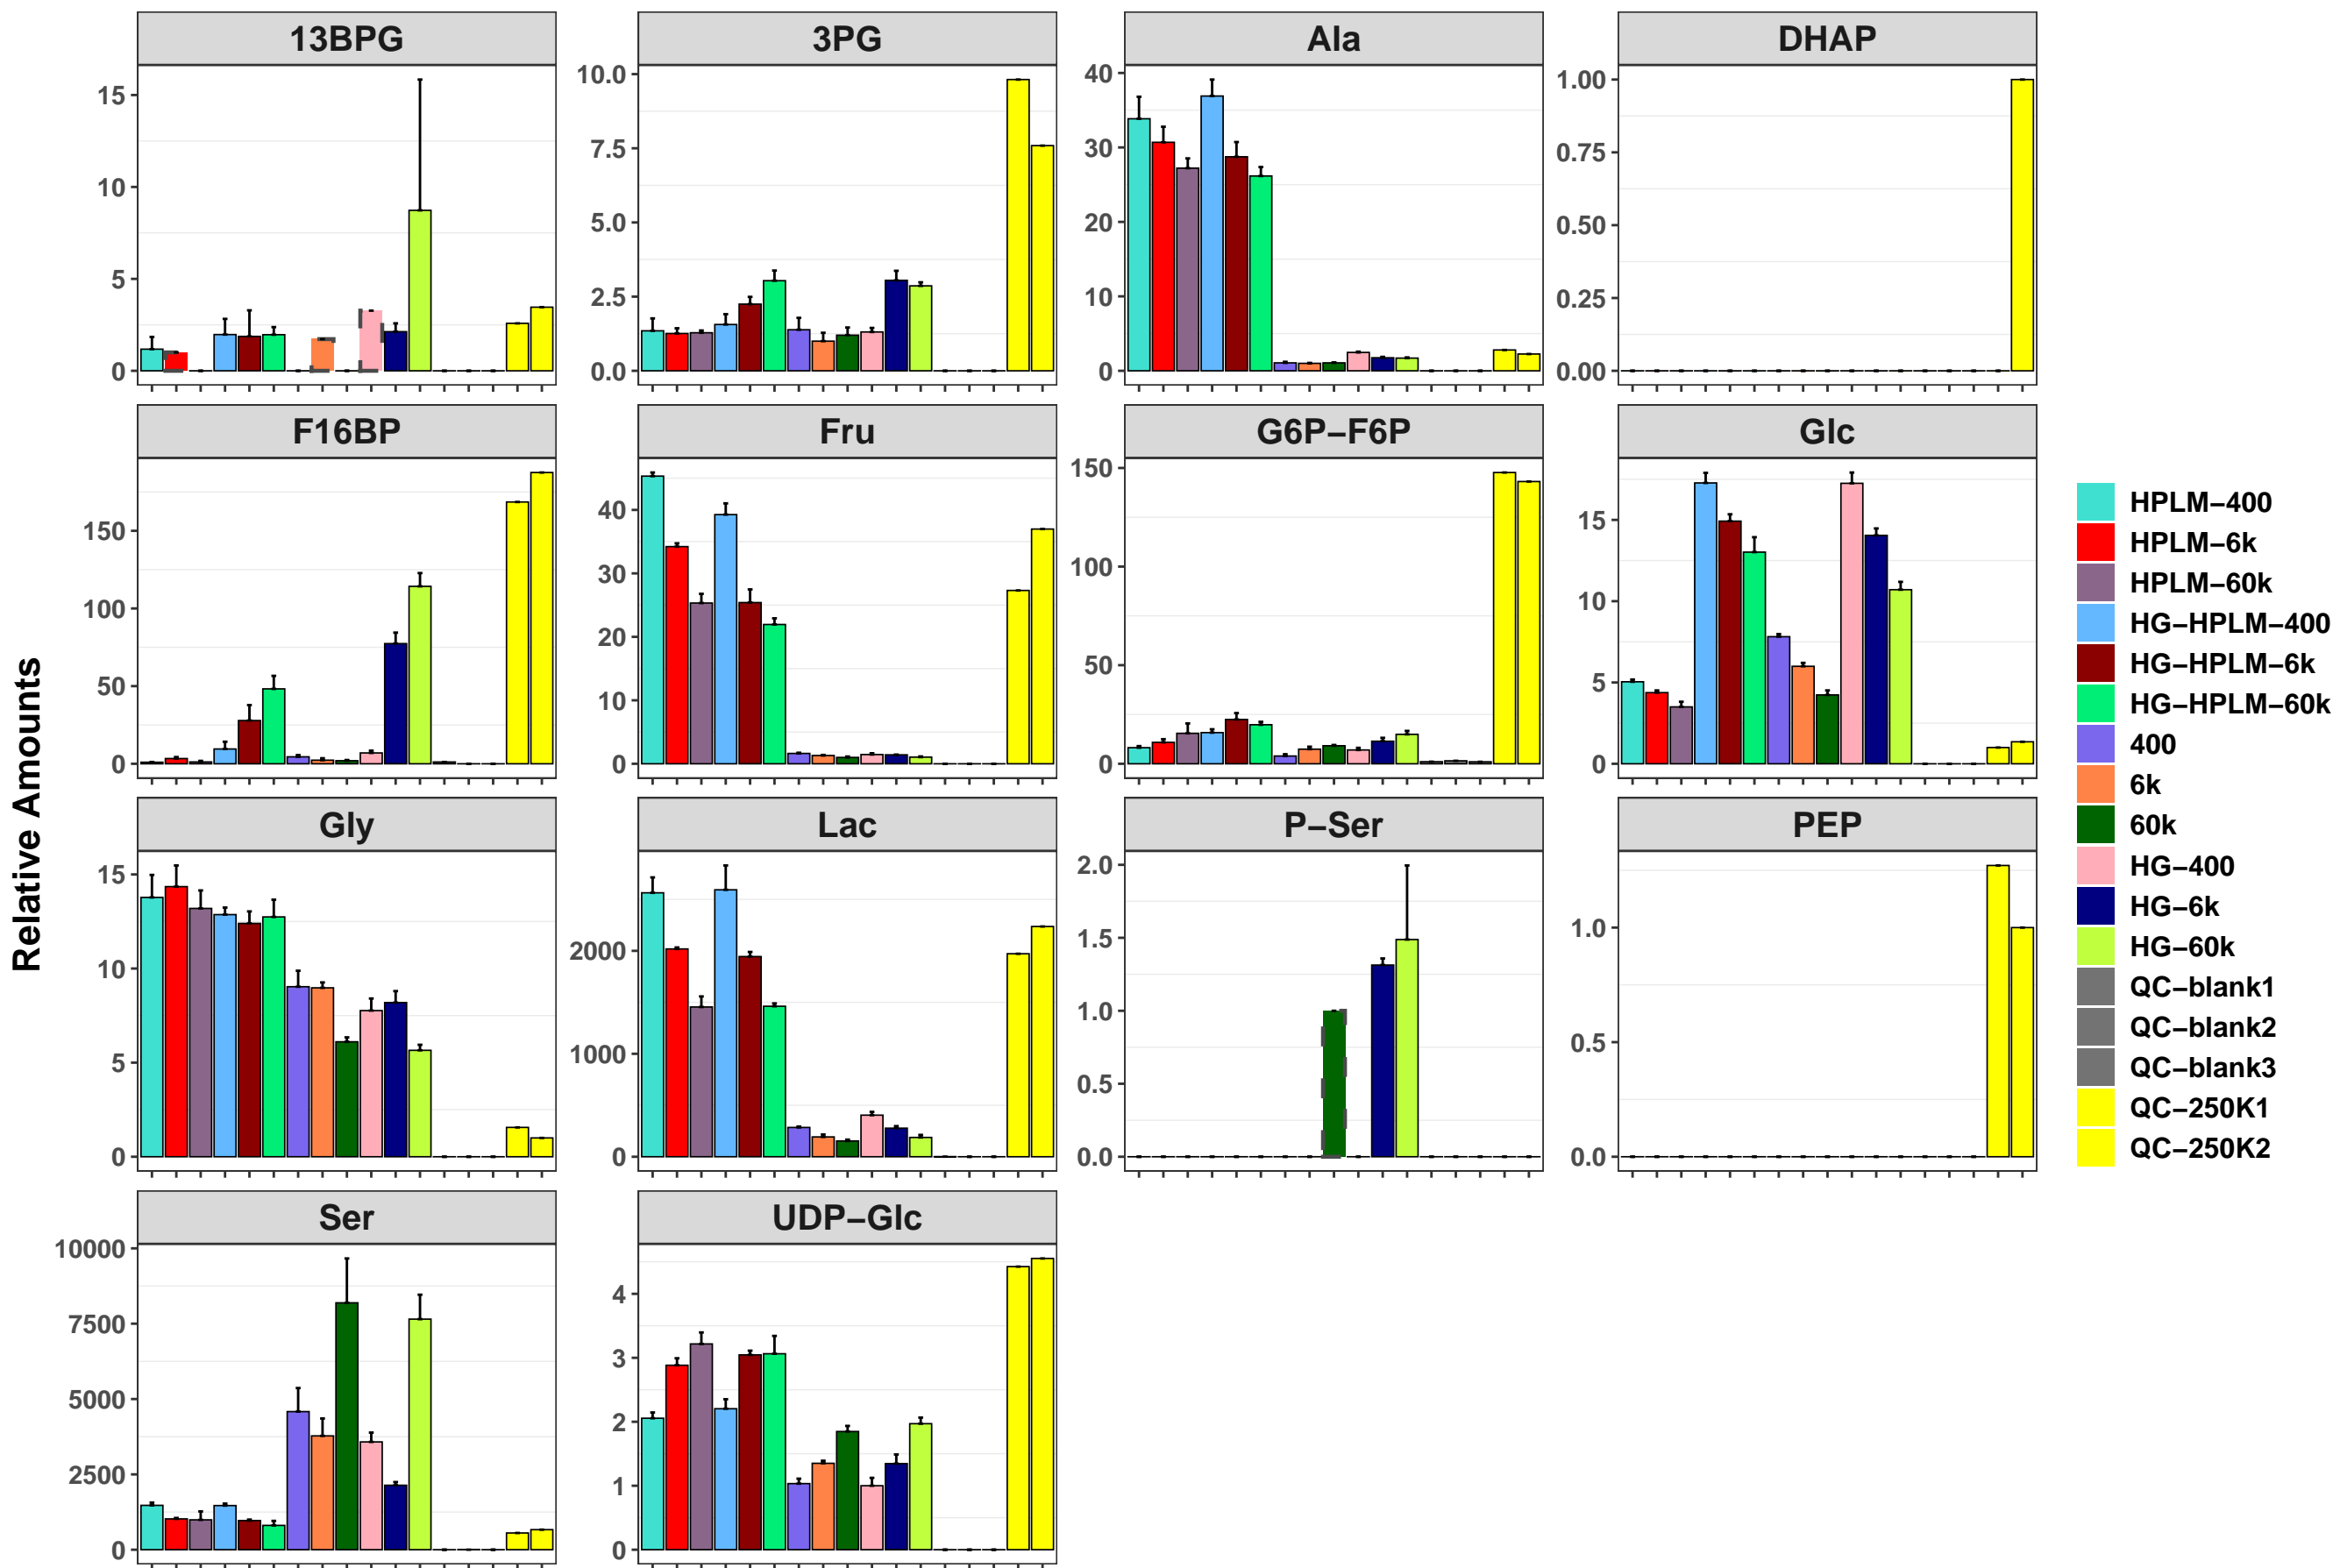 13BPG
3PG
Ala
DHAP
15
10
5
0
10.0
7.5
5.0
2.5
0.0
40
30
20
10
0
1.00
0.75
0.50
0.25
0.00
F16BP
Fru
G6P−F6P
Glc
150
100
50
0
40
30
20
10
0
150
100
50
0
15
10
5
0
Gly
Lac
P−Ser
PEP
15
10
5
0
2000
1000
0
2.0
1.5
1.0
0.5
0.0
1.0
0.5
0.0
Ser
UDP−Glc
10000
7500
5000
2500
0
4
3
2
1
0
Relative Amounts
HPLM−400
HPLM−6k
HPLM−60k
HG−HPLM−400
HG−HPLM−6k
HG−HPLM−60k
400
6k
60k
HG−400
HG−6k
HG−60k
QC−blank1
QC−blank2
QC−blank3
QC−250K1
QC−250K2